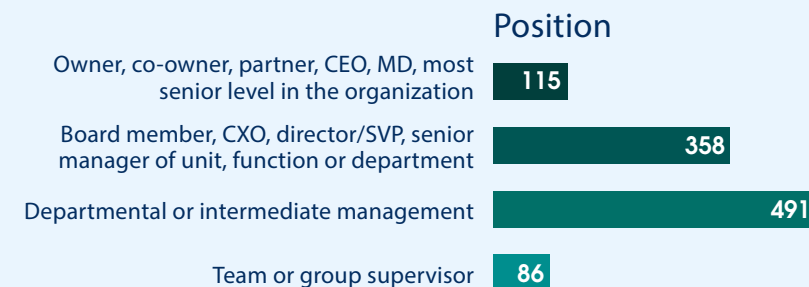 Position
Owner, co-owner, partner, CEO, MD, most
senior level in the organization
115
Board member, CXO, director/SVP, senior
manager of unit, function or department
358
Departmental or intermediate management
491
Team or group supervisor
86